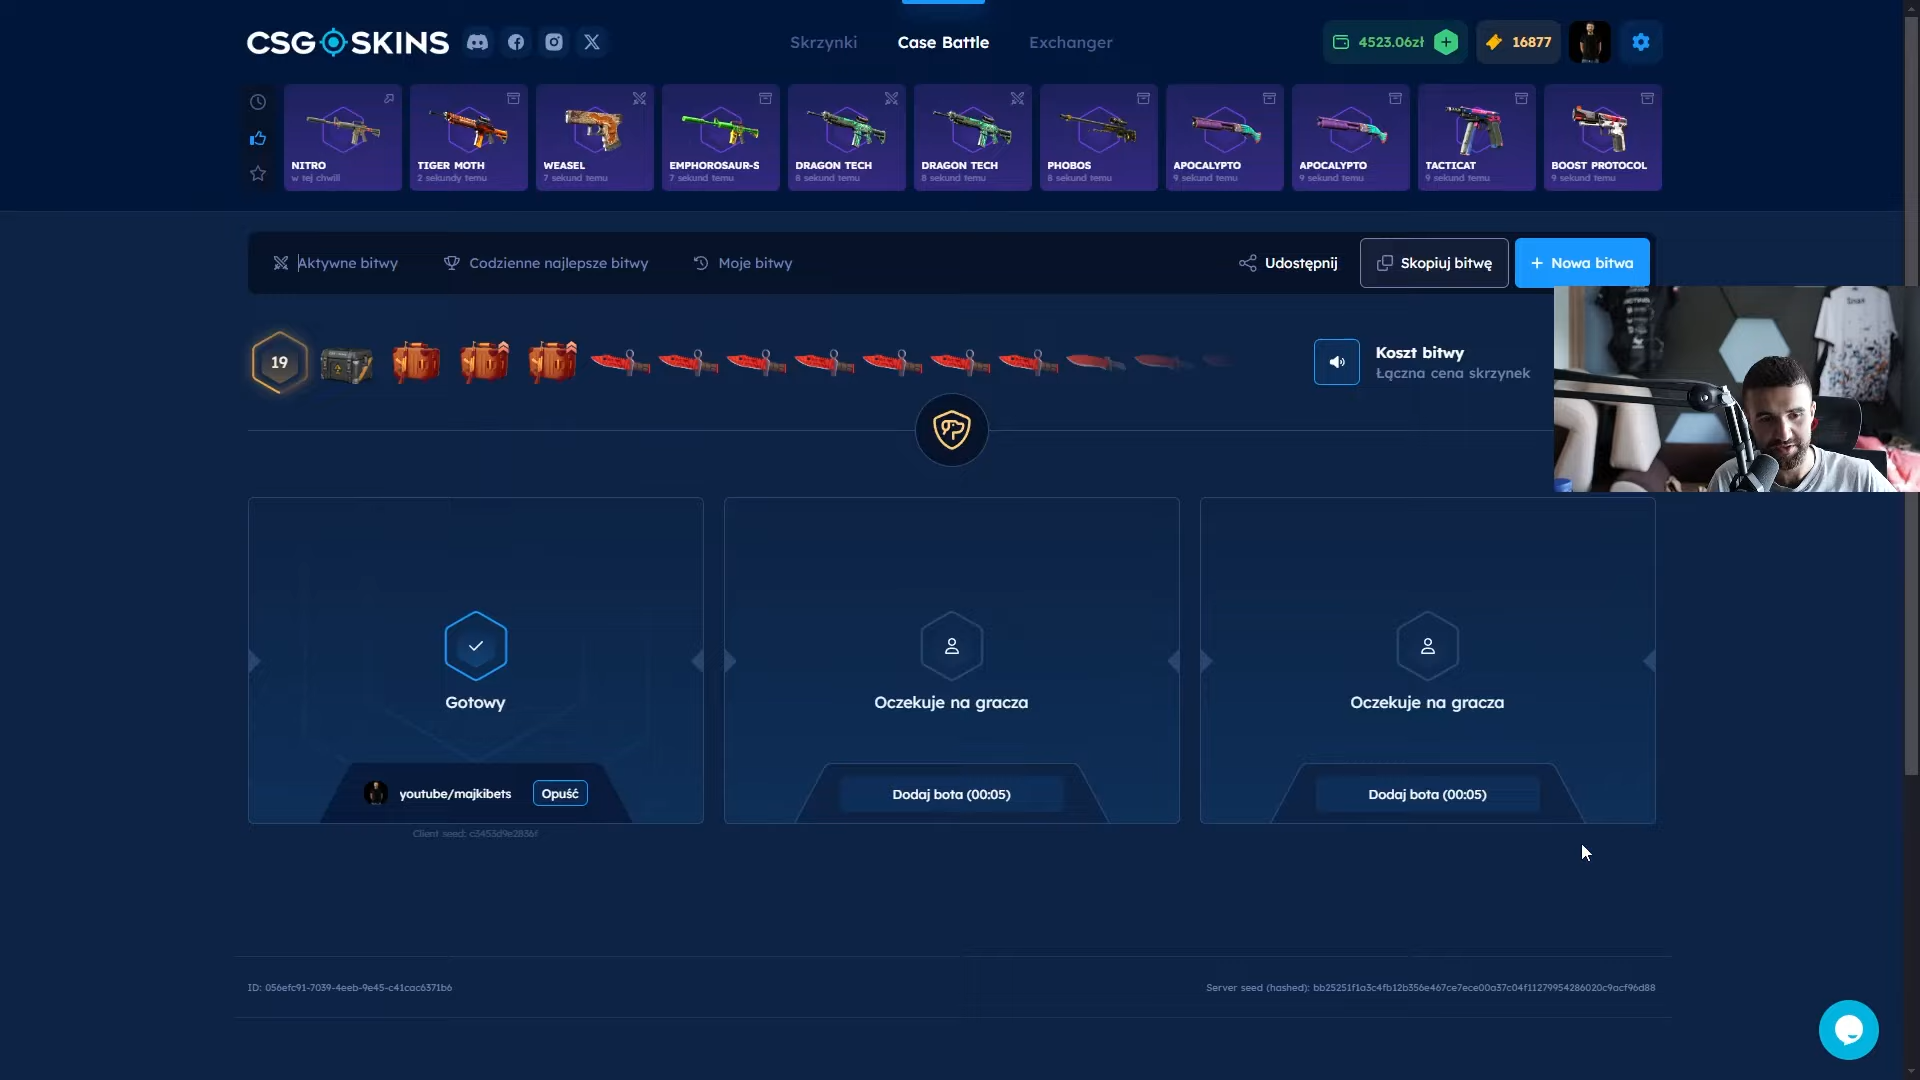 CSG SKINS
Skrzynki
Case Battle
Exchanger
4523.06zł
16877
NITRO
w tej chwili
TIGER MOTH
2 sekundy temu
WEASEL
7 sekund temu
EMPHOROSAUR-S
7 sekund temu
DRAGON TECH
8 sekund temu
DRAGON TECH
8 sekund temu
PHOBOS
8 sekund temu
APOCALYPTO
9 sekund temu
APOCALYPTO
9 sekund temu
TACTICAT
9 sekund temu
BOOST PROTOCOL
9 sekund temu
Aktywne bitwy
Codzienne najlepsze bitwy
Moje bitwy
Udostępnij
Skopiuj bitwę
+ Nowa bitwa
19
Koszt bitwy
Łączna cena skrzynek
Gotowy
youtube/majkibets
Opuść
Client seed: c3453d9e2836f
Oczekuje na gracza
Dodaj bota (00:05)
Oczekuje na gracza
Dodaj bota (00:05)
ID: 056efc91-7039-4eeb-9e45-c41cac6371b6
Server seed (hashed): bb25251f1a3c4fb12b356e467ce7ece00a37c04f11279954286020c9acf96d88